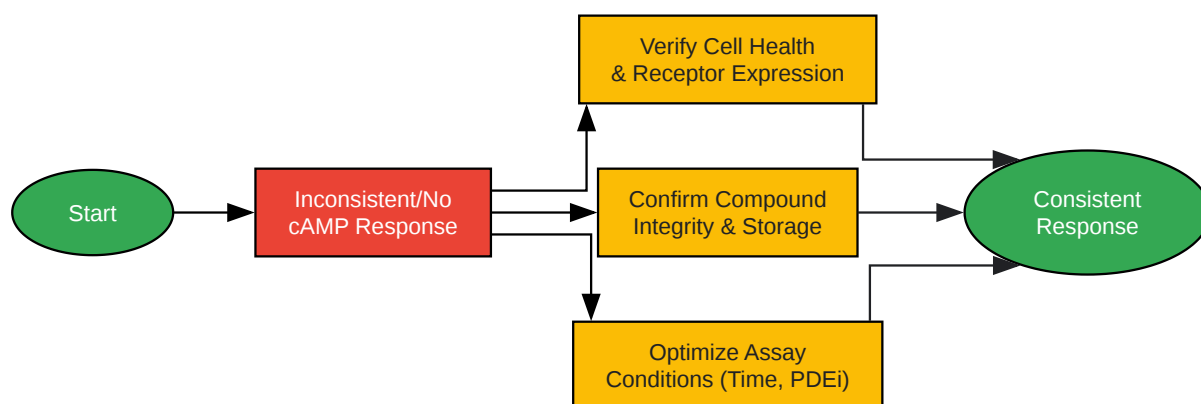 Start
Inconsistent/No
cAMP Response
Verify Cell Health
& Receptor Expression
Confirm Compound
Integrity & Storage
Optimize Assay
Conditions (Time, PDEi)
Consistent
Response